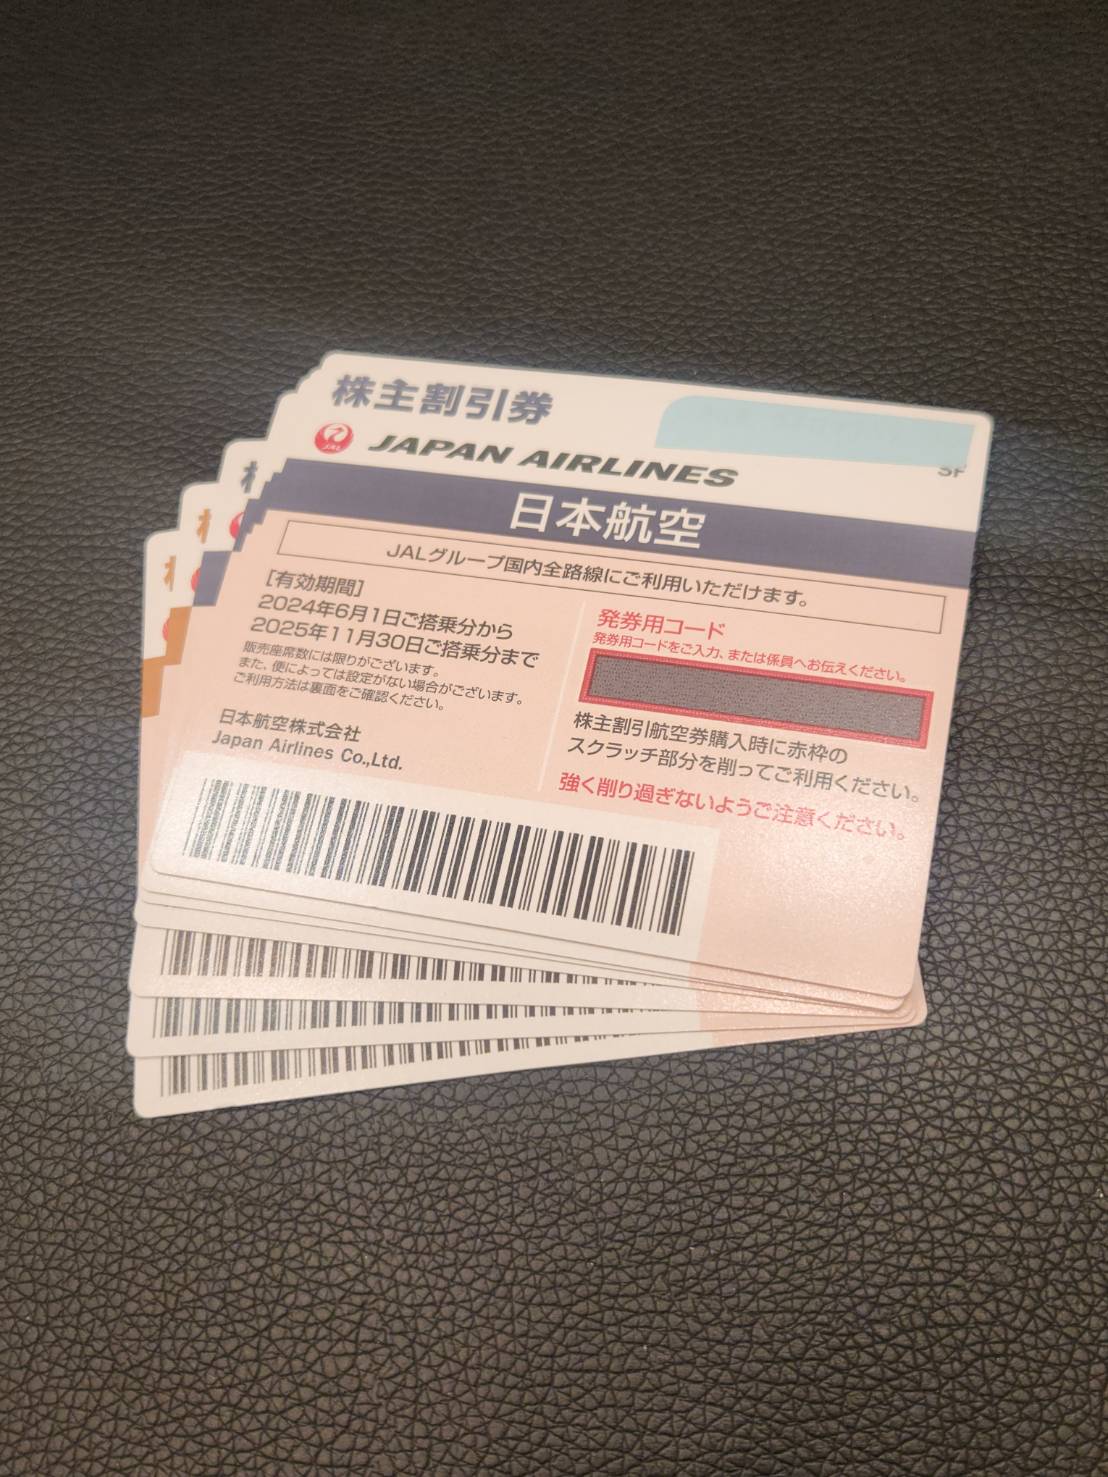 株主割引券
JAL JAPAN AIRLINES
SF
日本航空
JALグループ国内全路線にご利用いただけます。
[有効期間]
2024年6月1日ご搭乗分から
2025年11月30日ご搭乗分まで
販売座席数には限りがございます。
また、便によっては設定がない場合がございます。
ご利用方法は裏面をご確認ください。
日本航空株式会社
Japan Airlines Co.,Ltd.
発券用コード
発券用コードをご入力、または係員へお伝えください。
株主割引航空券購入時に赤枠の
スクラッチ部分を削ってご利用ください。
強く削り過ぎないようご注意ください。